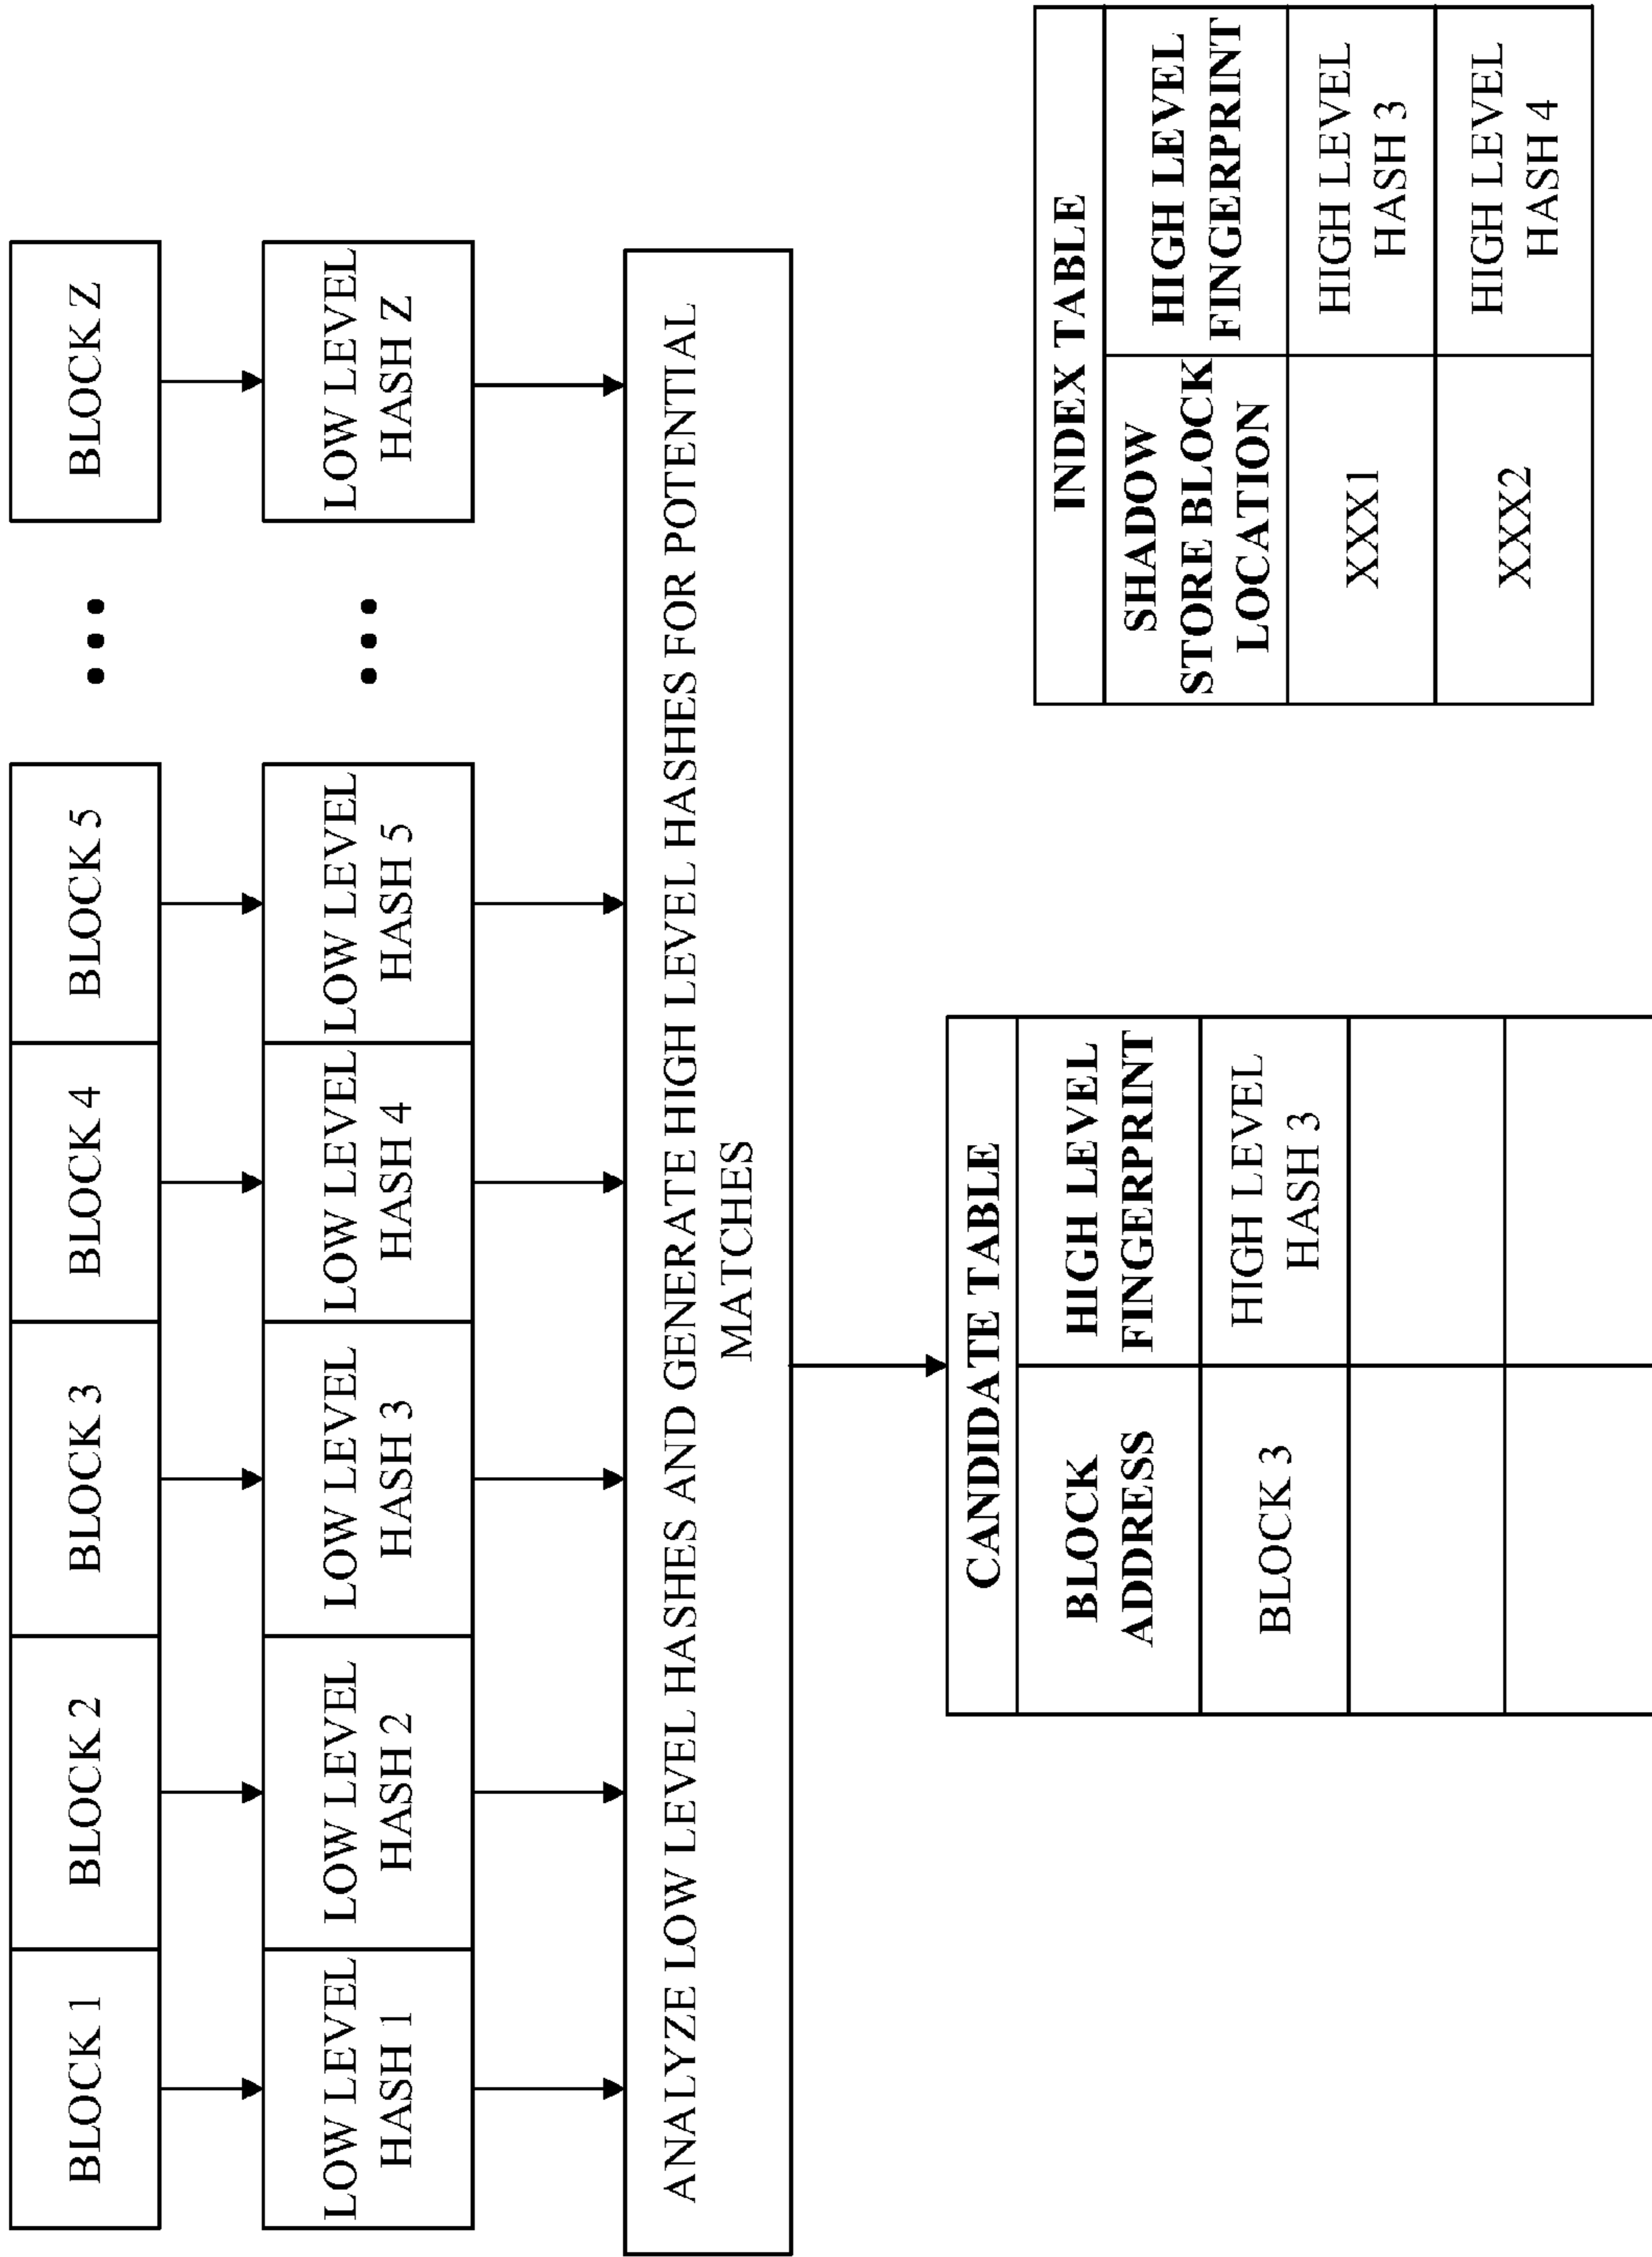 BLOCK 1
BLOCK 2
BLOCK 3
BLOCK 4
BLOCK 5
• • •
BLOCK Z
LOW LEVEL
HASH 1
LOW LEVEL
HASH 2
LOW LEVEL
HASH 3
LOW LEVEL
HASH 4
LOW LEVEL
HASH 5
• • •
LOW LEVEL
HASH Z
ANALYZE LOW LEVEL HASHES AND GENERATE HIGH LEVEL HASHES FOR POTENTIAL
MATCHES
CANDIDATE TABLE
BLOCK
ADDRESS
HIGH LEVEL
FINGERPRINT
BLOCK 3
HIGH LEVEL
HASH 3
INDEX TABLE
SHADOW
STORE BLOCK
LOCATION
HIGH LEVEL
FINGERPRINT
XXX1
HIGH LEVEL
HASH 3
XXX2
HIGH LEVEL
HASH 4